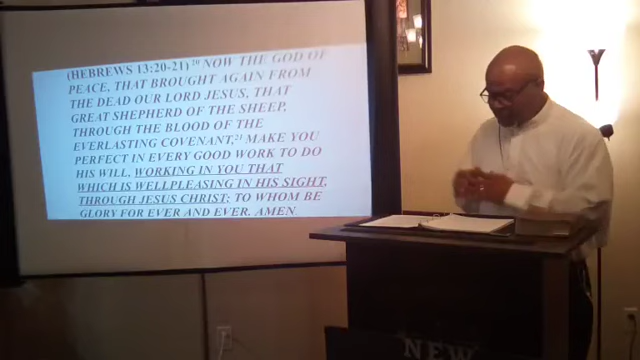 (HEBREWS 13:20-21) 20 NOW THE GOD OF
PEACE, THAT BROUGHT AGAIN FROM
THE DEAD OUR LORD JESUS, THAT
GREAT SHEPHERD OF THE SHEEP,
THROUGH THE BLOOD OF THE
EVERLASTING COVENANT, 21 MAKE YOU
PERFECT IN EVERY GOOD WORK TO DO
HIS WILL, WORKING IN YOU THAT
WHICH IS WELLPLEASING IN HIS SIGHT,
THROUGH JESUS CHRIST; TO WHOM BE
GLORY FOR EVER AND EVER. AMEN
NEW